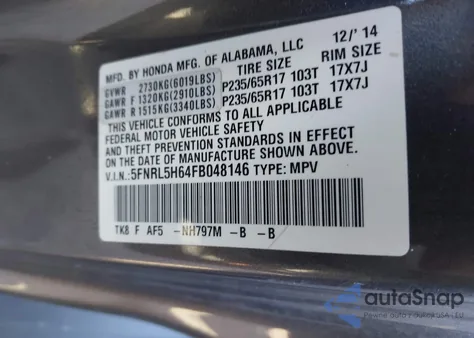 MFD. BY HONDA MFG. OF ALABAMA, LLC 12/'14
TIRE SIZE RIM SIZE
GVWR 2730KG(6019LBS)
GAWR F 1320KG(2910LBS) P235/65R17 103T 17X7J
GAWR R 1515KG(3340LBS) P235/65R17 103T 17X7J
THIS VEHICLE CONFORMS TO ALL APPLICABLE
FEDERAL MOTOR VEHICLE SAFETY
AND THEFT PREVENTION STANDARDS IN EFFECT ON THE
DATE OF MANUFACTURE SHOWN ABOVE.
V.I.N.: 5FNRL5H64FB048146 TYPE: MPV
TK8 F AF5 -NH797M -B -B
autoSnap